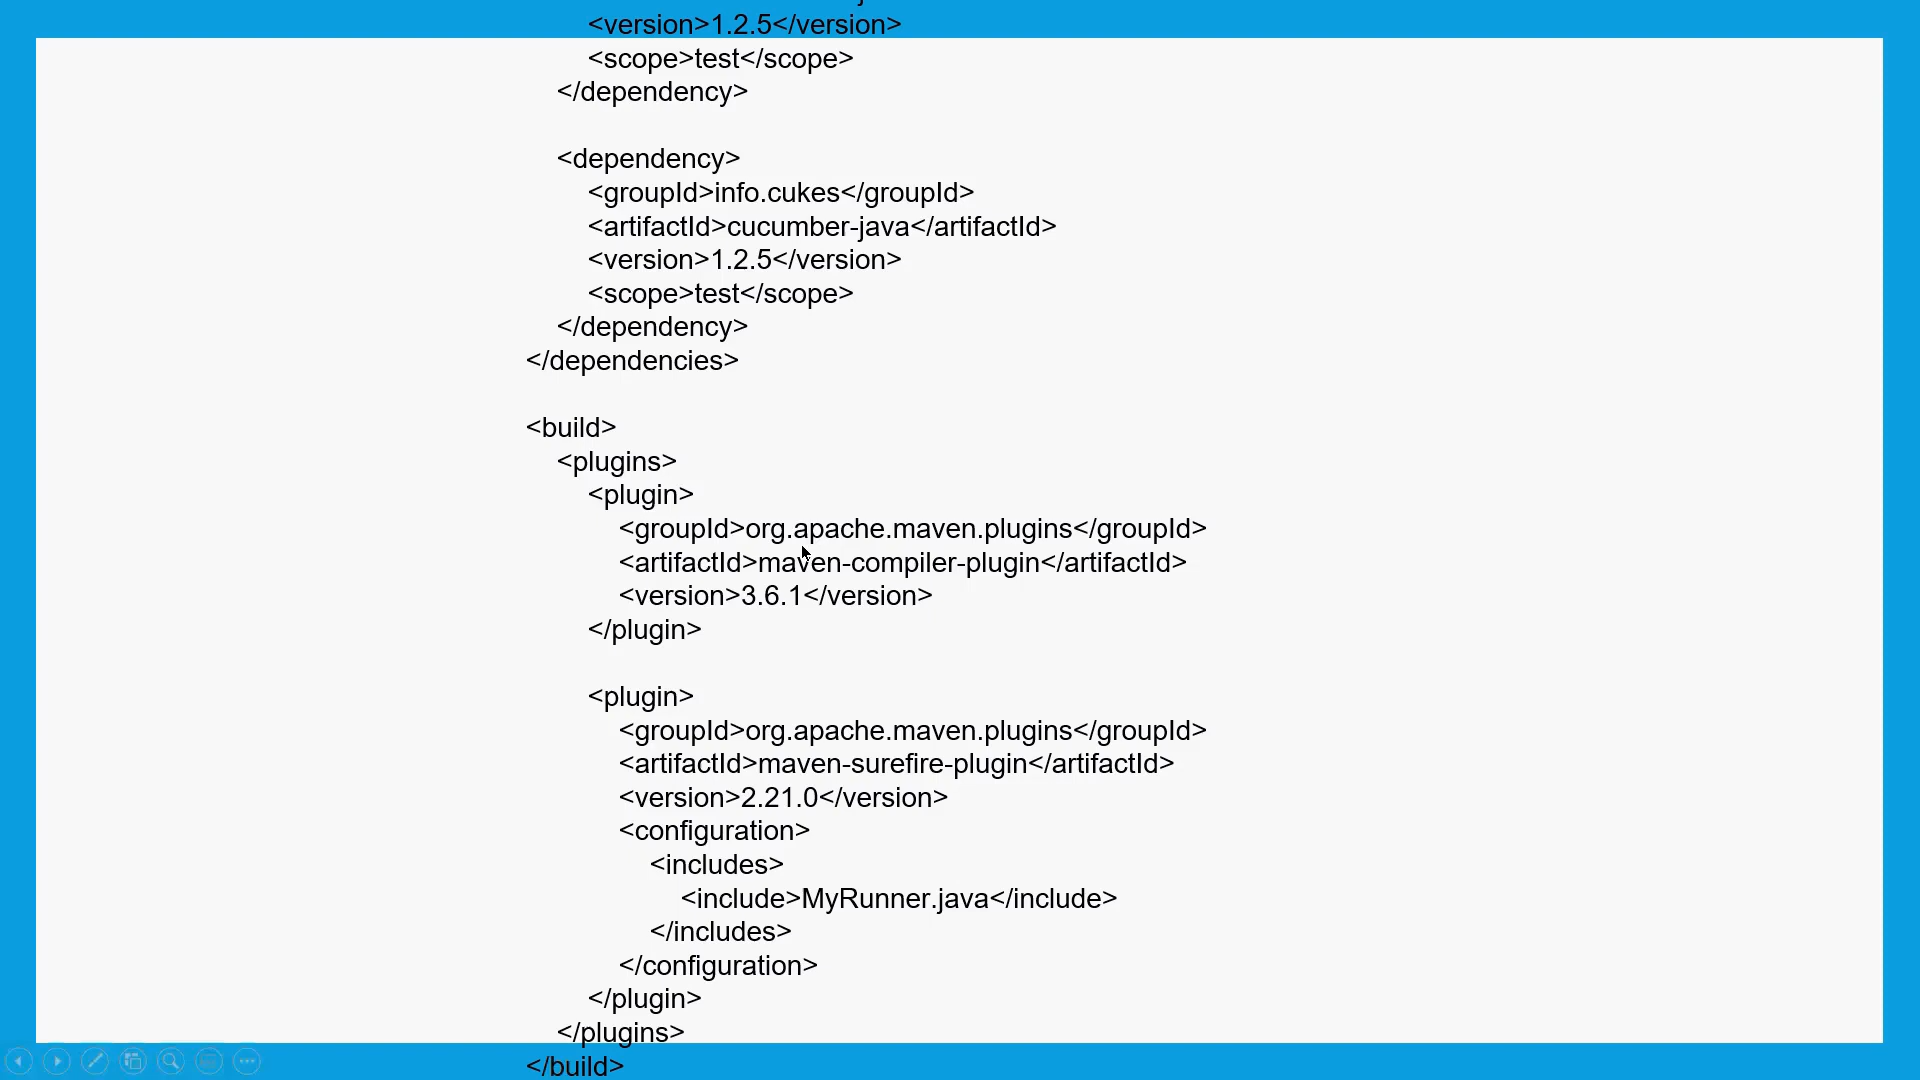 <version>1.2.5</version>
<scope>test</scope>
</dependency>
<dependency>
<groupId>info.cukes</groupId>
<artifactId>cucumber-java</artifactId>
<version>1.2.5</version>
<scope>test</scope>
</dependency>
</dependencies>
<build>
<plugins>
<plugin>
<groupId>org.apache.maven.plugins</groupId>
<artifactId>maven-compiler-plugin</artifactId>
<version>3.6.1</version>
</plugin>
<plugin>
<groupId>org.apache.maven.plugins</groupId>
<artifactId>maven-surefire-plugin</artifactId>
<version>2.21.0</version>
<configuration>
<includes>
<include>MyRunner.java</include>
</includes>
</configuration>
</plugin>
</plugins>
</build>